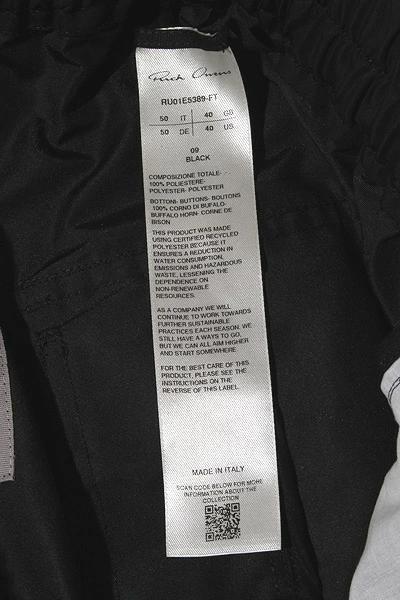 Rick Owens
RU01E5389-FT
50 IT 40 GB
50 DE 40 US
09
BLACK
COMPOSIZIONE TOTALE-
100% POLIESTERE-
POLYESTER- POLYESTER
BOTTONI- BUTTONS- BOUTONS
100% CORNO DI BUFALO-
BUFFALO HORN- CORNE DE
BISON
THIS PRODUCT WAS MADE
USING CERTIFIED RECYCLED
POLYESTER BECAUSE IT
ENSURES A REDUCTION IN
WATER CONSUMPTION,
EMISSIONS AND HAZARDOUS
WASTE, LESSENING THE
DEPENDENCE ON
NON-RENEWABLE
RESOURCES.
AS A COMPANY WE WILL
CONTINUE TO WORK TOWARDS
FURTHER SUSTAINABLE
PRACTICES EACH SEASON. WE
STILL HAVE A WAYS TO GO,
BUT WE CAN ALL AIM HIGHER
AND START SOMEWHERE
FOR THE BEST CARE OF THIS
PRODUCT, PLEASE SEE THE
INSTRUCTIONS ON THE
REVERSE OF THIS LABEL.
MADE IN ITALY
SCAN CODE BELOW FOR MORE
INFORMATION ABOUT THE
COLLECTION